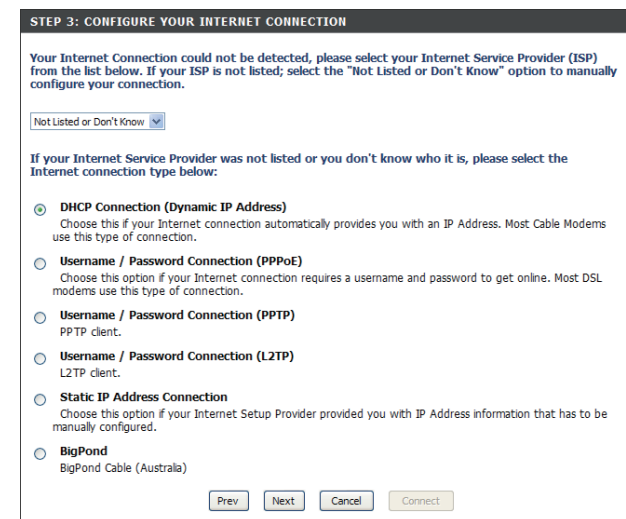 STEP 3: CONFIGURE YOUR INTERNET CONNECTION
Your Internet Connection could not be detected, please select your Internet Service Provider (ISP)
from the list below. If your ISP is not listed; select the "Not Listed or Don't Know" option to manually
configure your connection.
Not Listed or Don't Know
If your Internet Service Provider was not listed or you don't know who it is, please select the
Internet connection type below:
DHCP Connection (Dynamic IP Address)
Choose this if your Internet connection automatically provides you with an IP Address. Most Cable Modems
use this type of connection.
Username / Password Connection (PPPoE)
Choose this option if your Internet connection requires a username and password to get online. Most DSL
modems use this type of connection.
Username / Password Connection (PPTP)
PPTP client.
Username / Password Connection (L2TP)
L2TP client.
Static IP Address Connection
Choose this option if your Internet Setup Provider provided you with IP Address information that has to be
manually configured.
BigPond
BigPond Cable (Australia)
Prev Next Cancel Connect